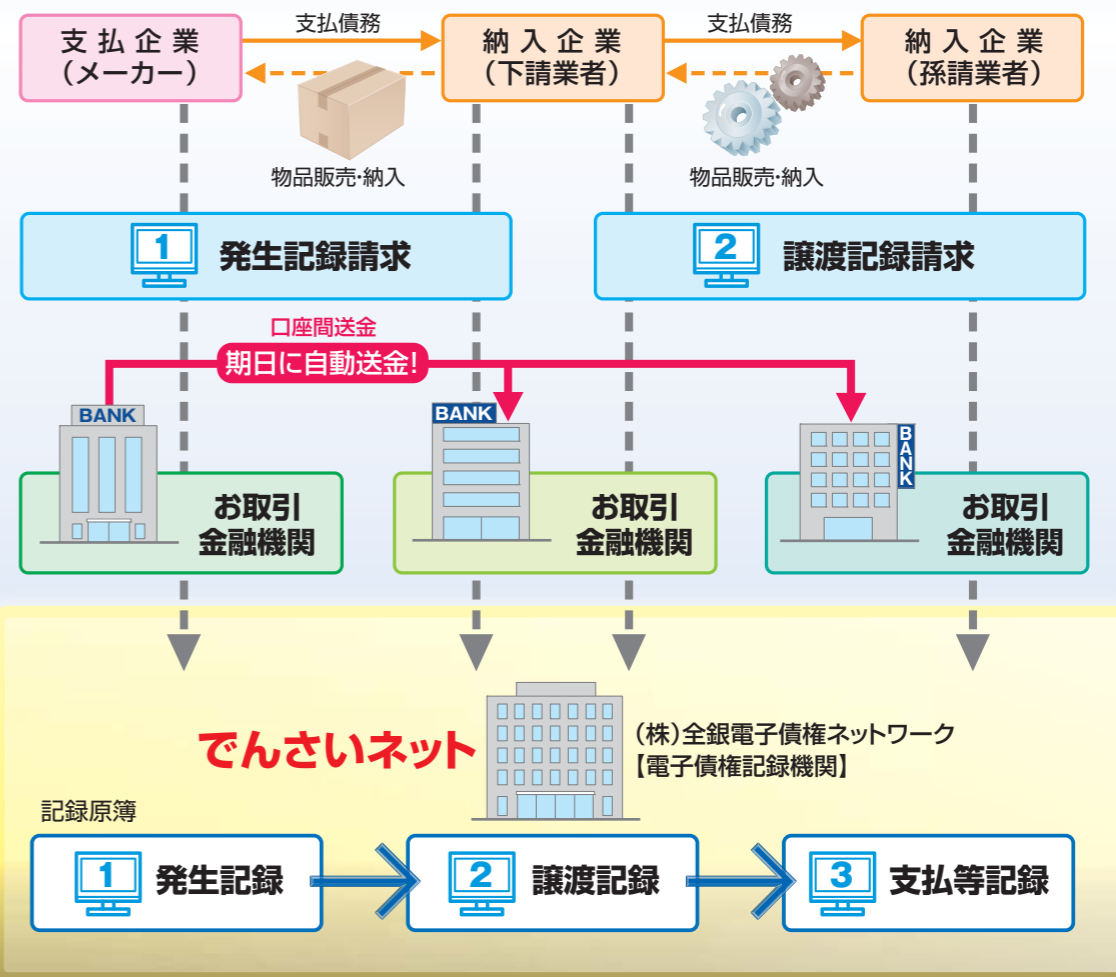 支払企業
（メーカー）
支払債務
納入企業
（下請業者）
支払債務
納入企業
（孫請業者）
物品販売・納入
物品販売・納入
1 発生記録請求
2 譲渡記録請求
口座間送金
期日に自動送金!
BANK
BANK
BANK
お取引
金融機関
お取引
金融機関
お取引
金融機関
でんさいネット
（株）全銀電子債権ネットワーク
【電子債権記録機関】
記録原簿
1 発生記録
2 譲渡記録
3 支払等記録